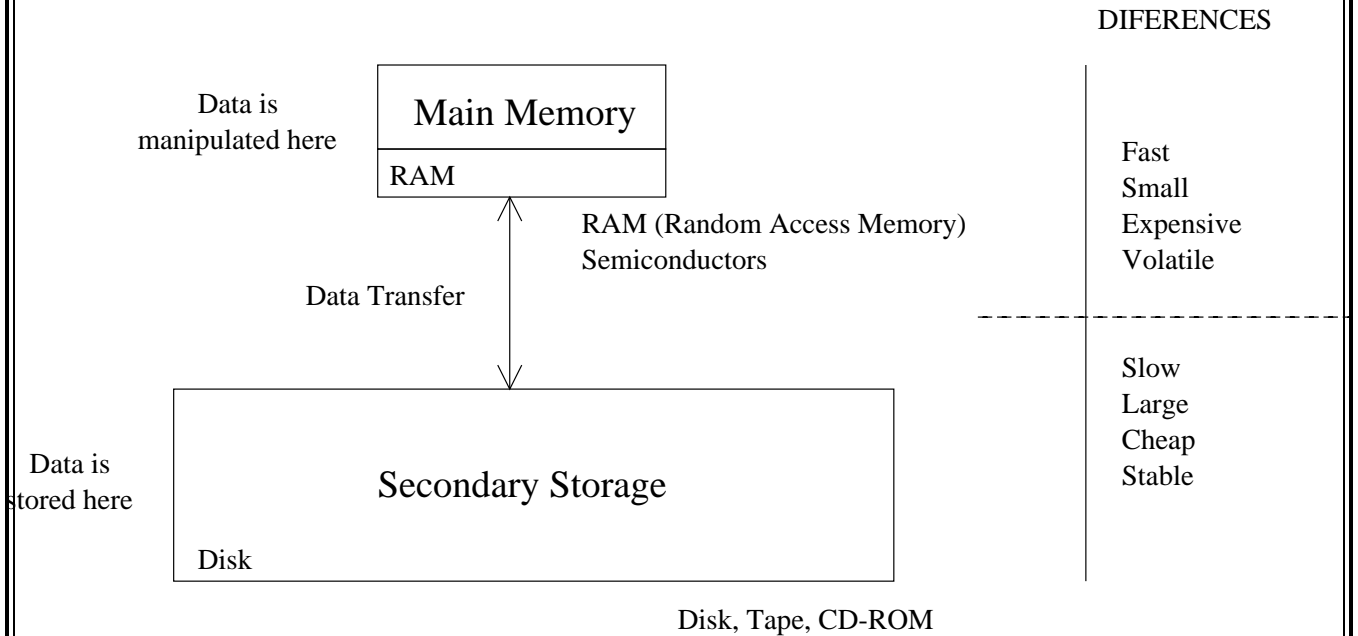 DIFERENCES
Data is
manipulated here
Main Memory
RAM
RAM (Random Access Memory)
Semiconductors
Data Transfer
Fast
Small
Expensive
Volatile
Data is
stored here
Secondary Storage
Disk
Disk, Tape, CD-ROM
Slow
Large
Cheap
Stable